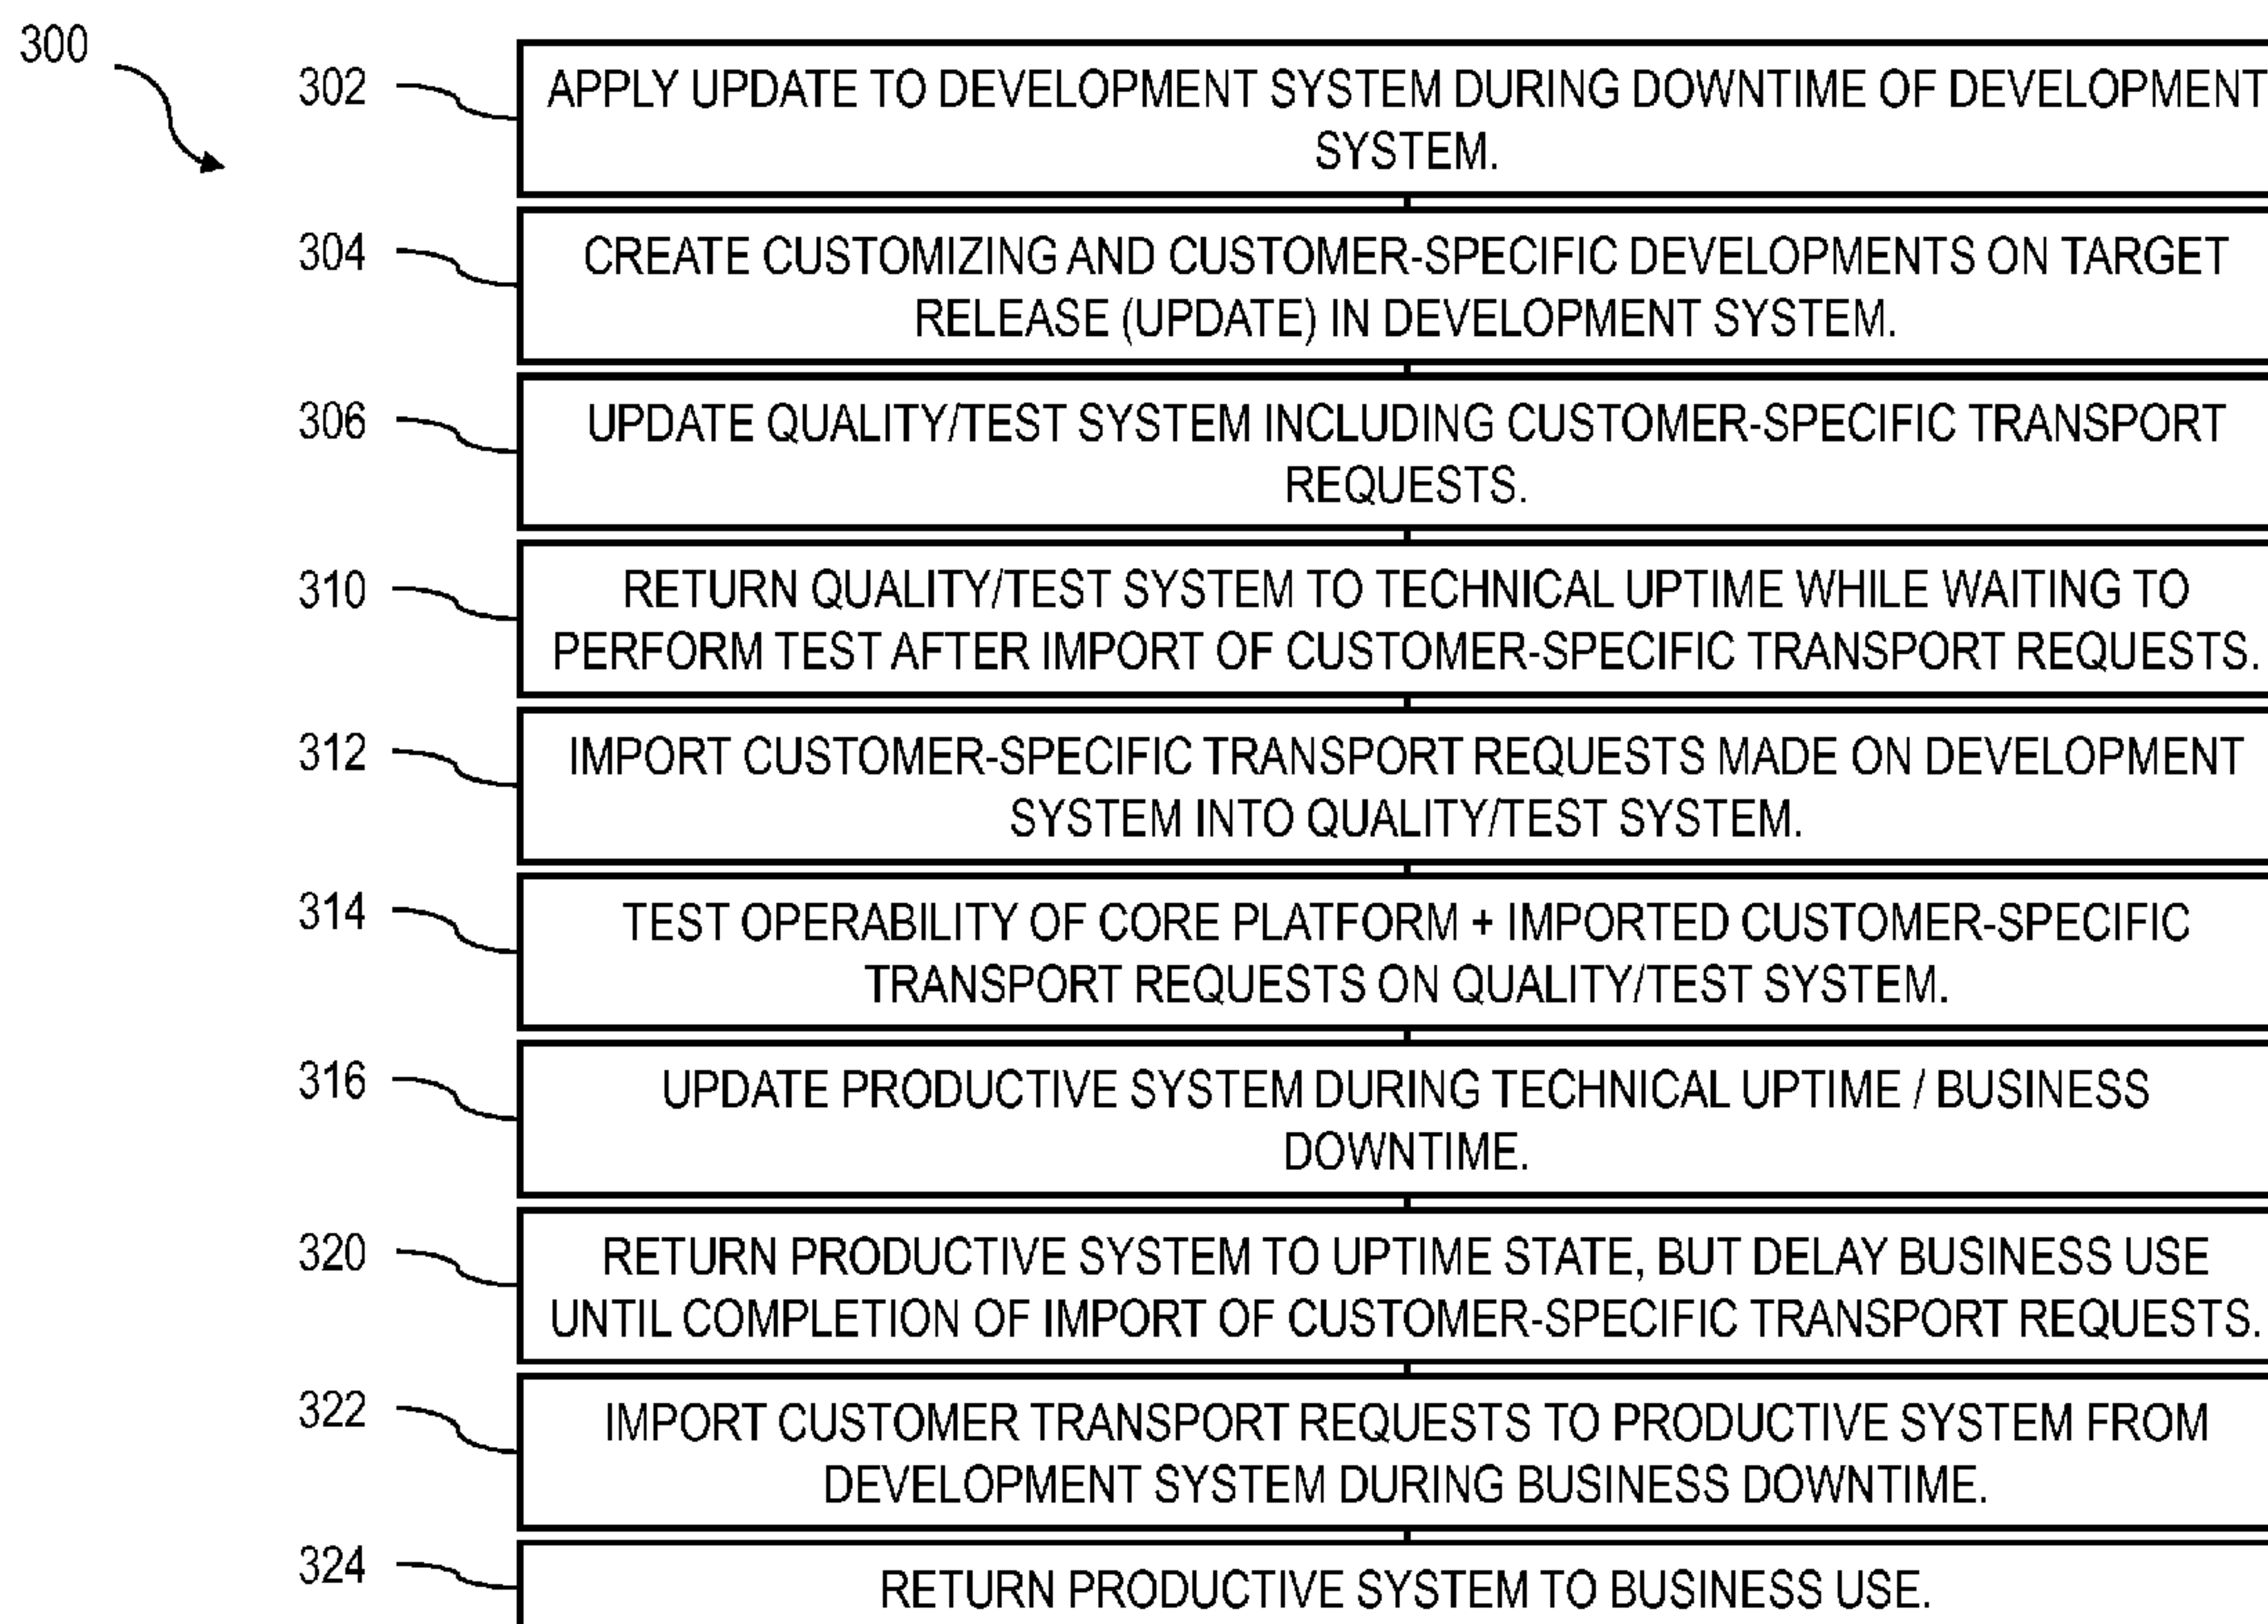 300
302
APPLY UPDATE TO DEVELOPMENT SYSTEM DURING DOWNTIME OF DEVELOPMENT
SYSTEM.
304
CREATE CUSTOMIZING AND CUSTOMER-SPECIFIC DEVELOPMENTS ON TARGET
RELEASE (UPDATE) IN DEVELOPMENT SYSTEM.
306
UPDATE QUALITY/TEST SYSTEM INCLUDING CUSTOMER-SPECIFIC TRANSPORT
REQUESTS.
310
RETURN QUALITY/TEST SYSTEM TO TECHNICAL UPTIME WHILE WAITING TO
PERFORM TEST AFTER IMPORT OF CUSTOMER-SPECIFIC TRANSPORT REQUESTS.
312
IMPORT CUSTOMER-SPECIFIC TRANSPORT REQUESTS MADE ON DEVELOPMENT
SYSTEM INTO QUALITY/TEST SYSTEM.
314
TEST OPERABILITY OF CORE PLATFORM + IMPORTED CUSTOMER-SPECIFIC
TRANSPORT REQUESTS ON QUALITY/TEST SYSTEM.
316
UPDATE PRODUCTIVE SYSTEM DURING TECHNICAL UPTIME / BUSINESS
DOWNTIME.
320
RETURN PRODUCTIVE SYSTEM TO UPTIME STATE, BUT DELAY BUSINESS USE
UNTIL COMPLETION OF IMPORT OF CUSTOMER-SPECIFIC TRANSPORT REQUESTS.
322
IMPORT CUSTOMER TRANSPORT REQUESTS TO PRODUCTIVE SYSTEM FROM
DEVELOPMENT SYSTEM DURING BUSINESS DOWNTIME.
324
RETURN PRODUCTIVE SYSTEM TO BUSINESS USE.